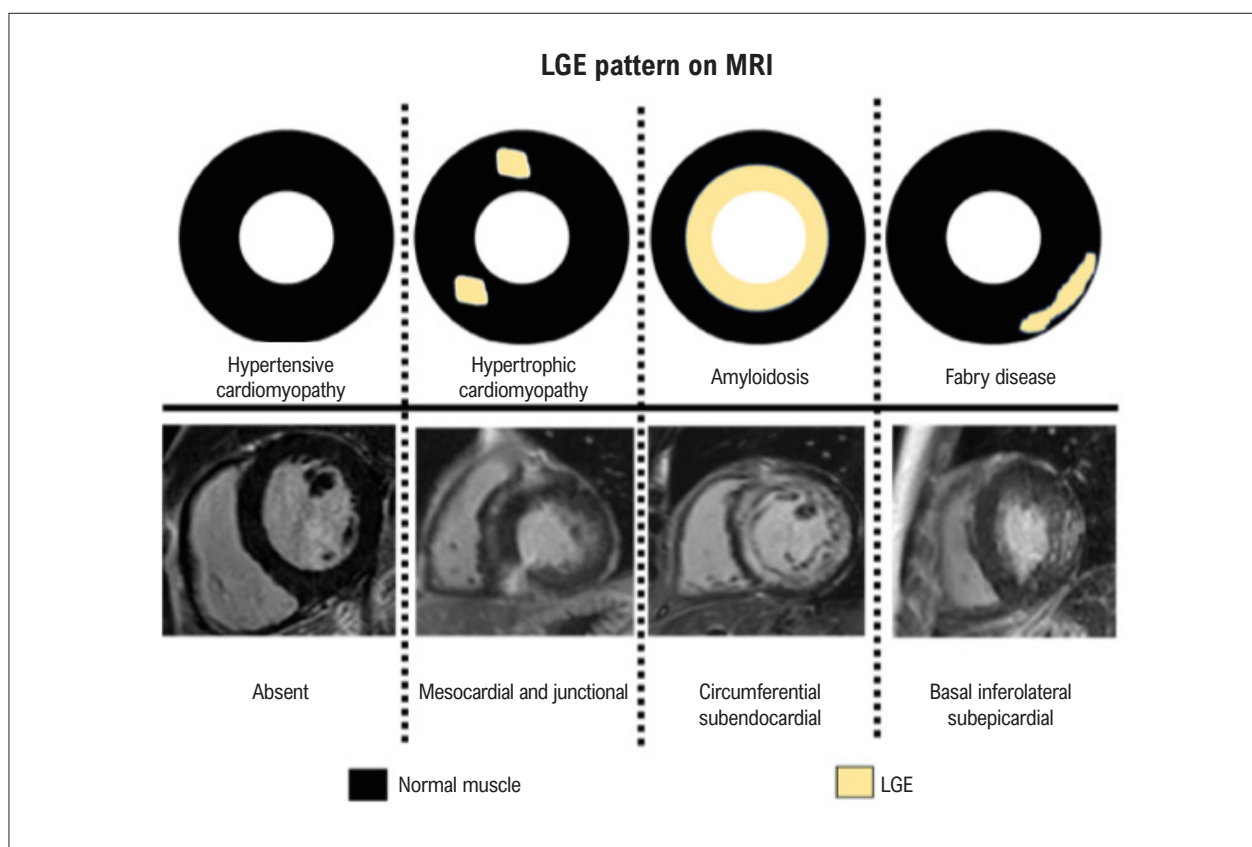 LGE pattern on MRI
Hypertensive
cardiomyopathy
Hypertrophic
cardiomyopathy
Amyloidosis
Fabry disease
Absent
Mesocardial and junctional
Circumferential
subendocardial
Basal inferolateral
subepicardial
Normal muscle
LGE